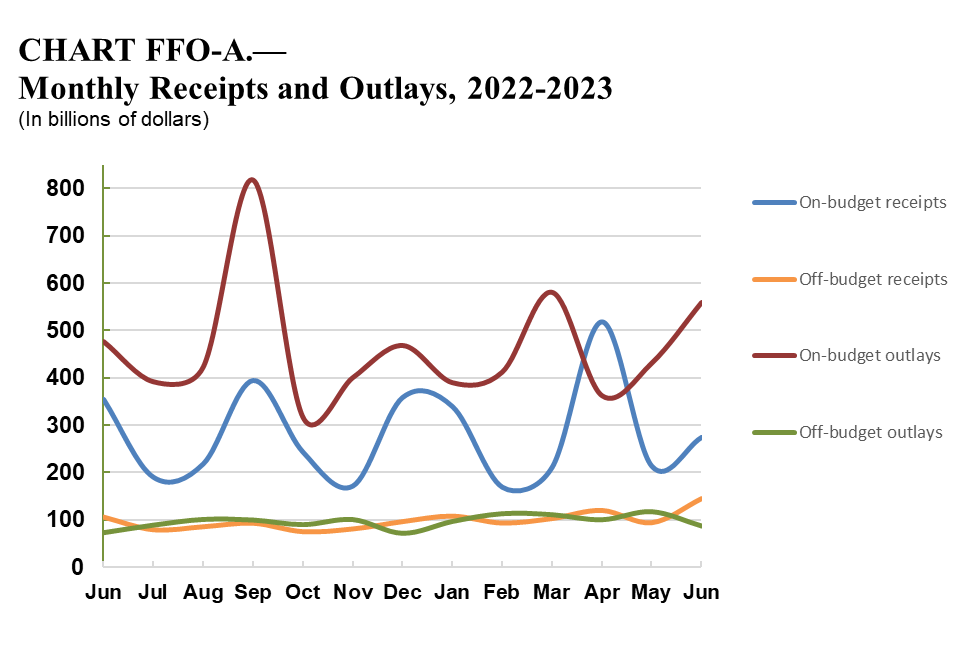 CHART FFO-A.—
Monthly Receipts and Outlays, 2022-2023
(In billions of dollars)
800
700
600
500
400
300
200
100
0
Jun Jul Aug Sep Oct Nov Dec Jan Feb Mar Apr May Jun
On-budget receipts
Off-budget receipts
On-budget outlays
Off-budget outlays